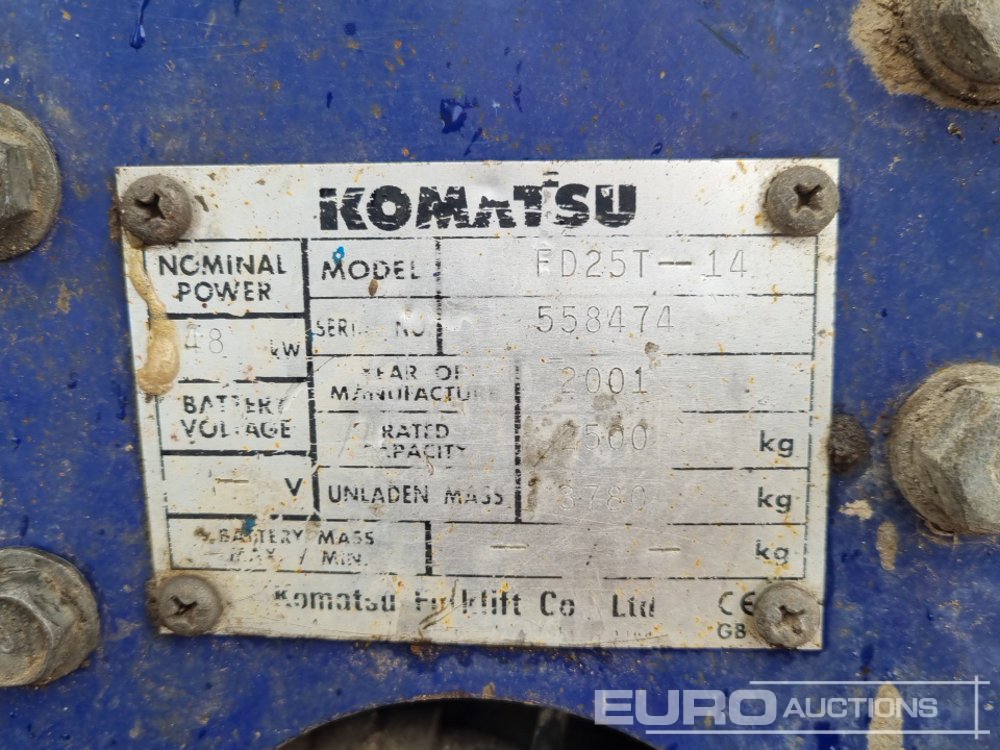 KOMATSU
NOMINAL POWER
48 kW
MODEL FD25T-14
NO. 558474
BATTERY VOLTAGE
- V
YEAR OF MANUFACTURE 2001
RATED CAPACITY 2500 kg
UNLADEN MASS 3780 kg
BATTERY MASS MAX. / MIN. - - kg
Komatsu Forklift Co Ltd
CE
GB
EURO AUCTIONS